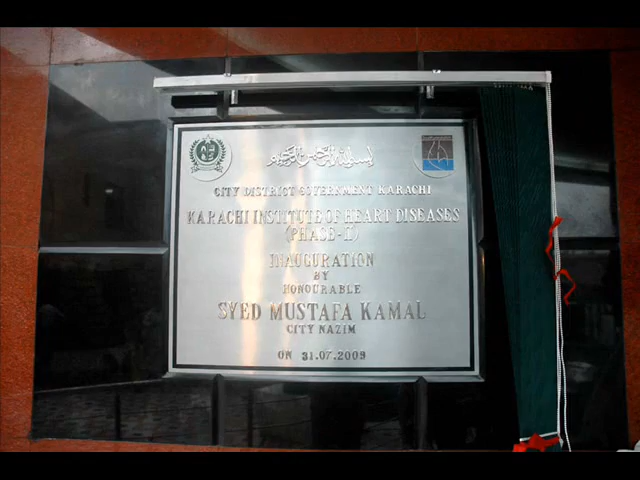 بسم الله الرحمن الرحيم
CITY DISTRICT GOVERNMENT KARACHI
KARACHI INSTITUTE OF HEART DISEASES
(PHASE-II)
INAUGURATION
BY
HONOURABLE
SYED MUSTAFA KAMAL
CITY NAZIM
ON 31.07.2009